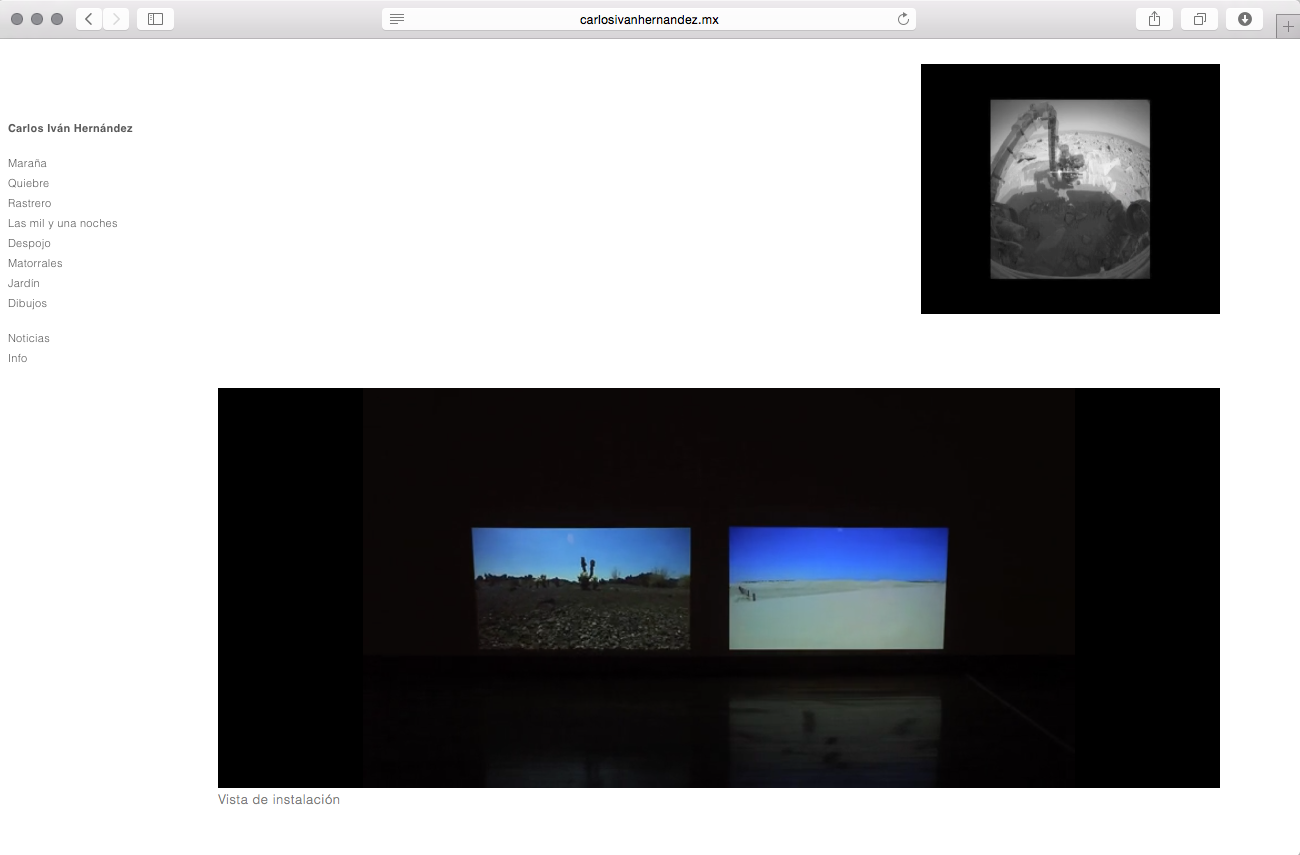 carlosivanhernandez.mx
Carlos Iván Hernández
Maraña
Quiebre
Rastrero
Las mil y una noches
Despojo
Matorrales
Jardín
Dibujos
Noticias
Info
Vista de instalación